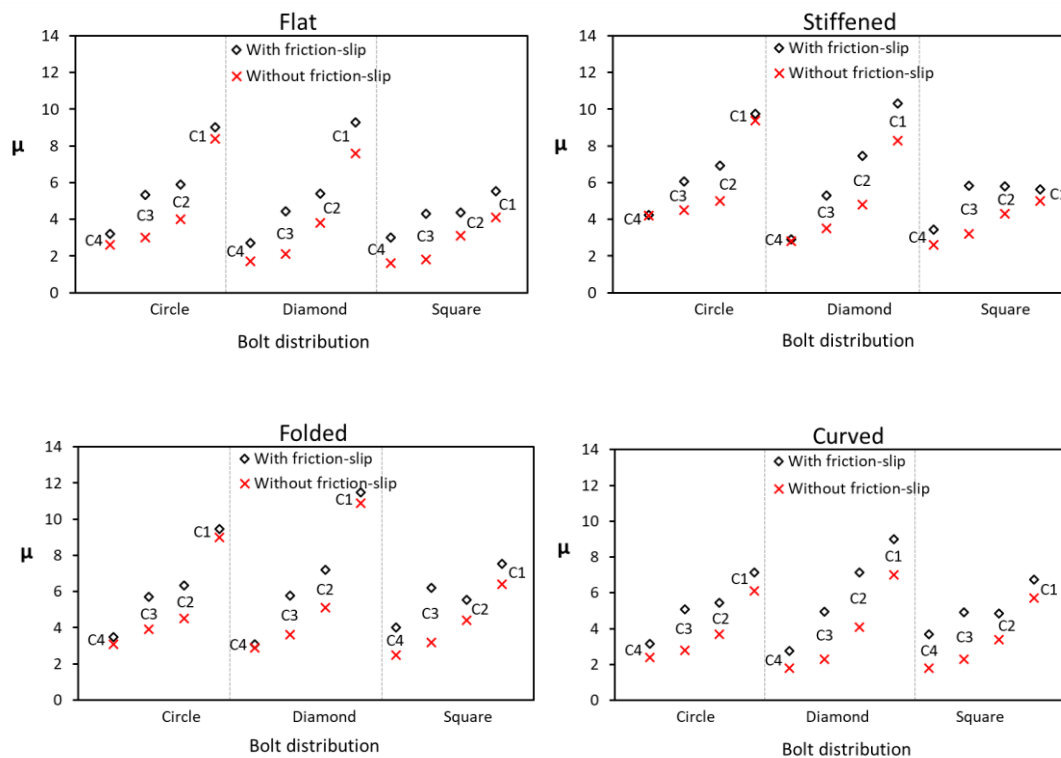 Flat
14
With friction-slip
12
Without friction-slip
10
C1
C1
μ
8
6
C2
C2
C1
C3
4
C3
C3
C2
C4
2
C4
C4
0
Circle
Diamond
Square
Bolt distribution
Stiffened
14
With friction-slip
12
Without friction-slip
10
C1
C1
μ
8
6
C2
C3
C2
C2
4
C4
C3
C3
C4
C4
2
0
Circle
Diamond
Square
Bolt distribution
Folded
14
With friction-slip
12
Without friction-slip
C1
10
C1
μ
8
C1
6
C2
C2
C3
C3
C3
C2
4
C4
C4
C4
2
0
Circle
Diamond
Square
Bolt distribution
Curved
14
With friction-slip
12
Without friction-slip
10
C1
μ
8
C1
6
C2
C1
C3
C2
4
C3
C3
C2
C4
C4
C4
2
0
Circle
Diamond
Square
Bolt distribution